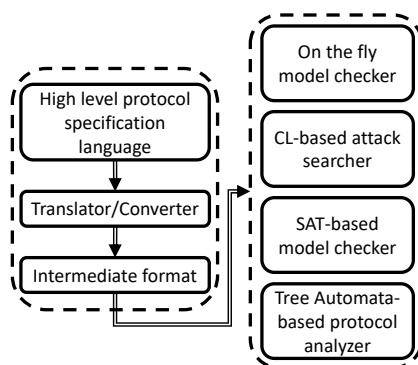 High level protocol
specification
language
Translator/Converter
Intermediate format
On the fly
model checker
CL-based attack
searcher
SAT-based
model checker
Tree Automata-
based protocol
analyzer